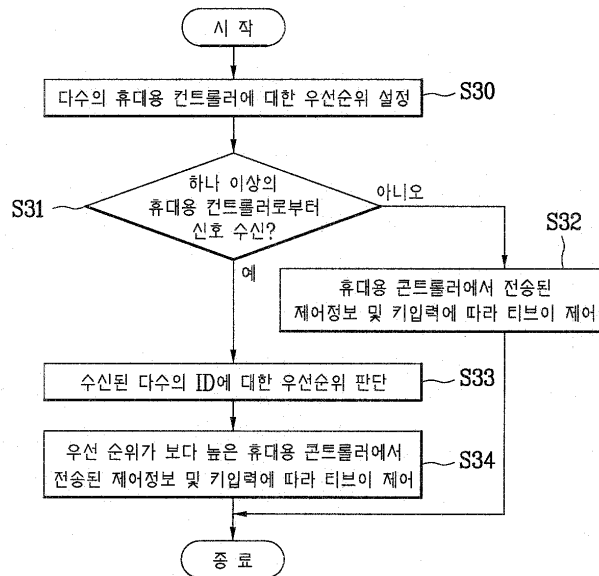 시 작
다수의 휴대용 컨트롤러에 대한 우선순위 설정
S30
하나 이상의
휴대용 컨트롤러로부터
신호 수신?
S31
아니오
예
S32
휴대용 콘트롤러에서 전송된
제어정보 및 키입력에 따라 티브이 제어
수신된 다수의 ID에 대한 우선순위 판단
S33
우선 순위가 보다 높은 휴대용 콘트롤러에서
전송된 제어정보 및 키입력에 따라 티브이 제어
S34
종 료